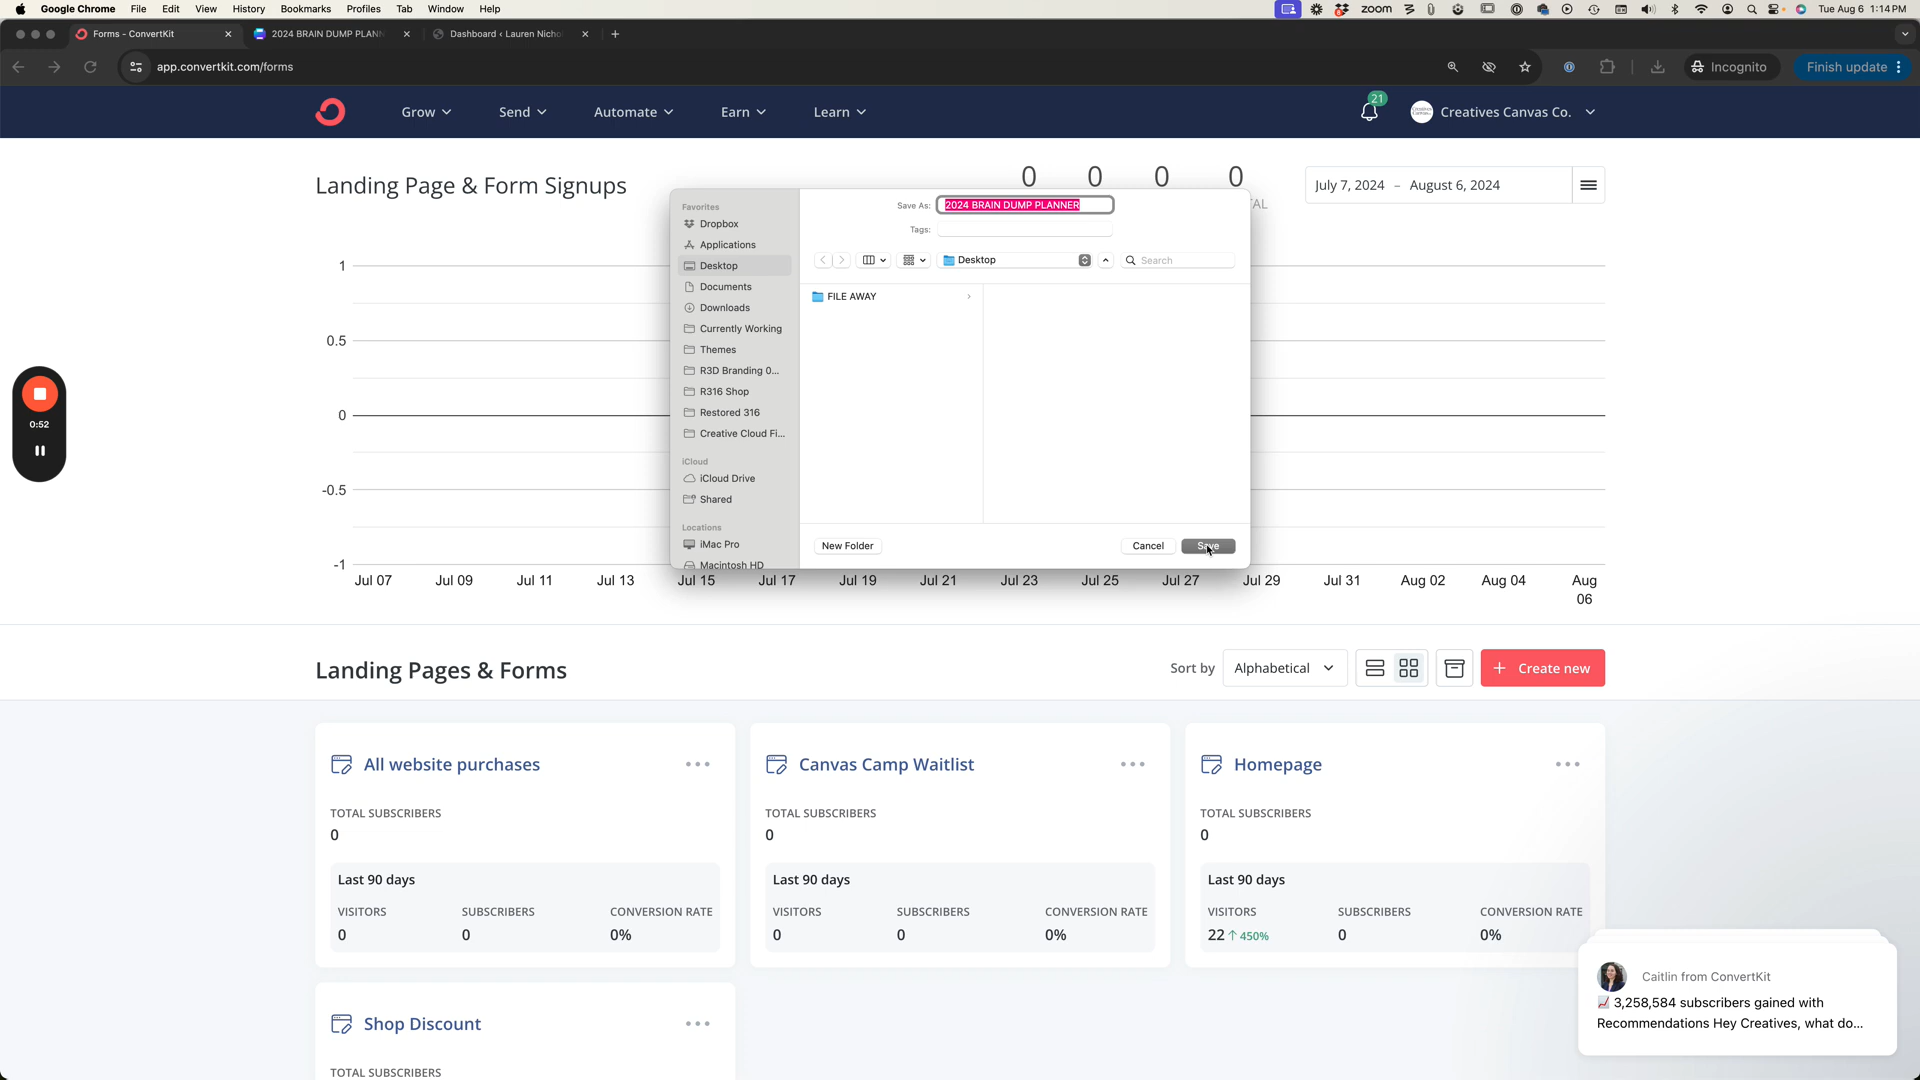 Google Chrome File Edit View History Bookmarks Profiles Tab Window Help zoom Tue Aug 6 1:14 PM
Forms - ConvertKit 2024 BRAIN DUMP PLANN Dashboard ‹ Lauren Nicho
app.convertkit.com/forms Incognito Finish update
Grow Send Automate Earn Learn 21 Creatives Canvas Co.
Landing Page & Form Signups 0 0 0 0 July 7, 2024 – August 6, 2024
TAL
Favorites
Dropbox
Applications
Desktop
Documents
Downloads
Currently Working
Themes
R3D Branding 0...
R316 Shop
Restored 316
Creative Cloud Fi...
iCloud
iCloud Drive
Shared
Locations
iMac Pro
Macintosh HD
Save As: 2024 BRAIN DUMP PLANNER
Tags:
Desktop Search
FILE AWAY
New Folder Cancel Save
1
0.5
0
-0.5
-1
0:52
Jul 07 Jul 09 Jul 11 Jul 13 Jul 15 Jul 17 Jul 19 Jul 21 Jul 23 Jul 25 Jul 27 Jul 29 Jul 31 Aug 02 Aug 04 Aug 06
Landing Pages & Forms Sort by Alphabetical + Create new
All website purchases
TOTAL SUBSCRIBERS
0
Last 90 days
VISITORS SUBSCRIBERS CONVERSION RATE
0 0 0%
Canvas Camp Waitlist
TOTAL SUBSCRIBERS
0
Last 90 days
VISITORS SUBSCRIBERS CONVERSION RATE
0 0 0%
Homepage
TOTAL SUBSCRIBERS
0
Last 90 days
VISITORS SUBSCRIBERS CONVERSION RATE
22 ↑ 450% 0 0%
Shop Discount
TOTAL SUBSCRIBERS
Caitlin from ConvertKit
📈 3,258,584 subscribers gained with
Recommendations Hey Creatives, what do...